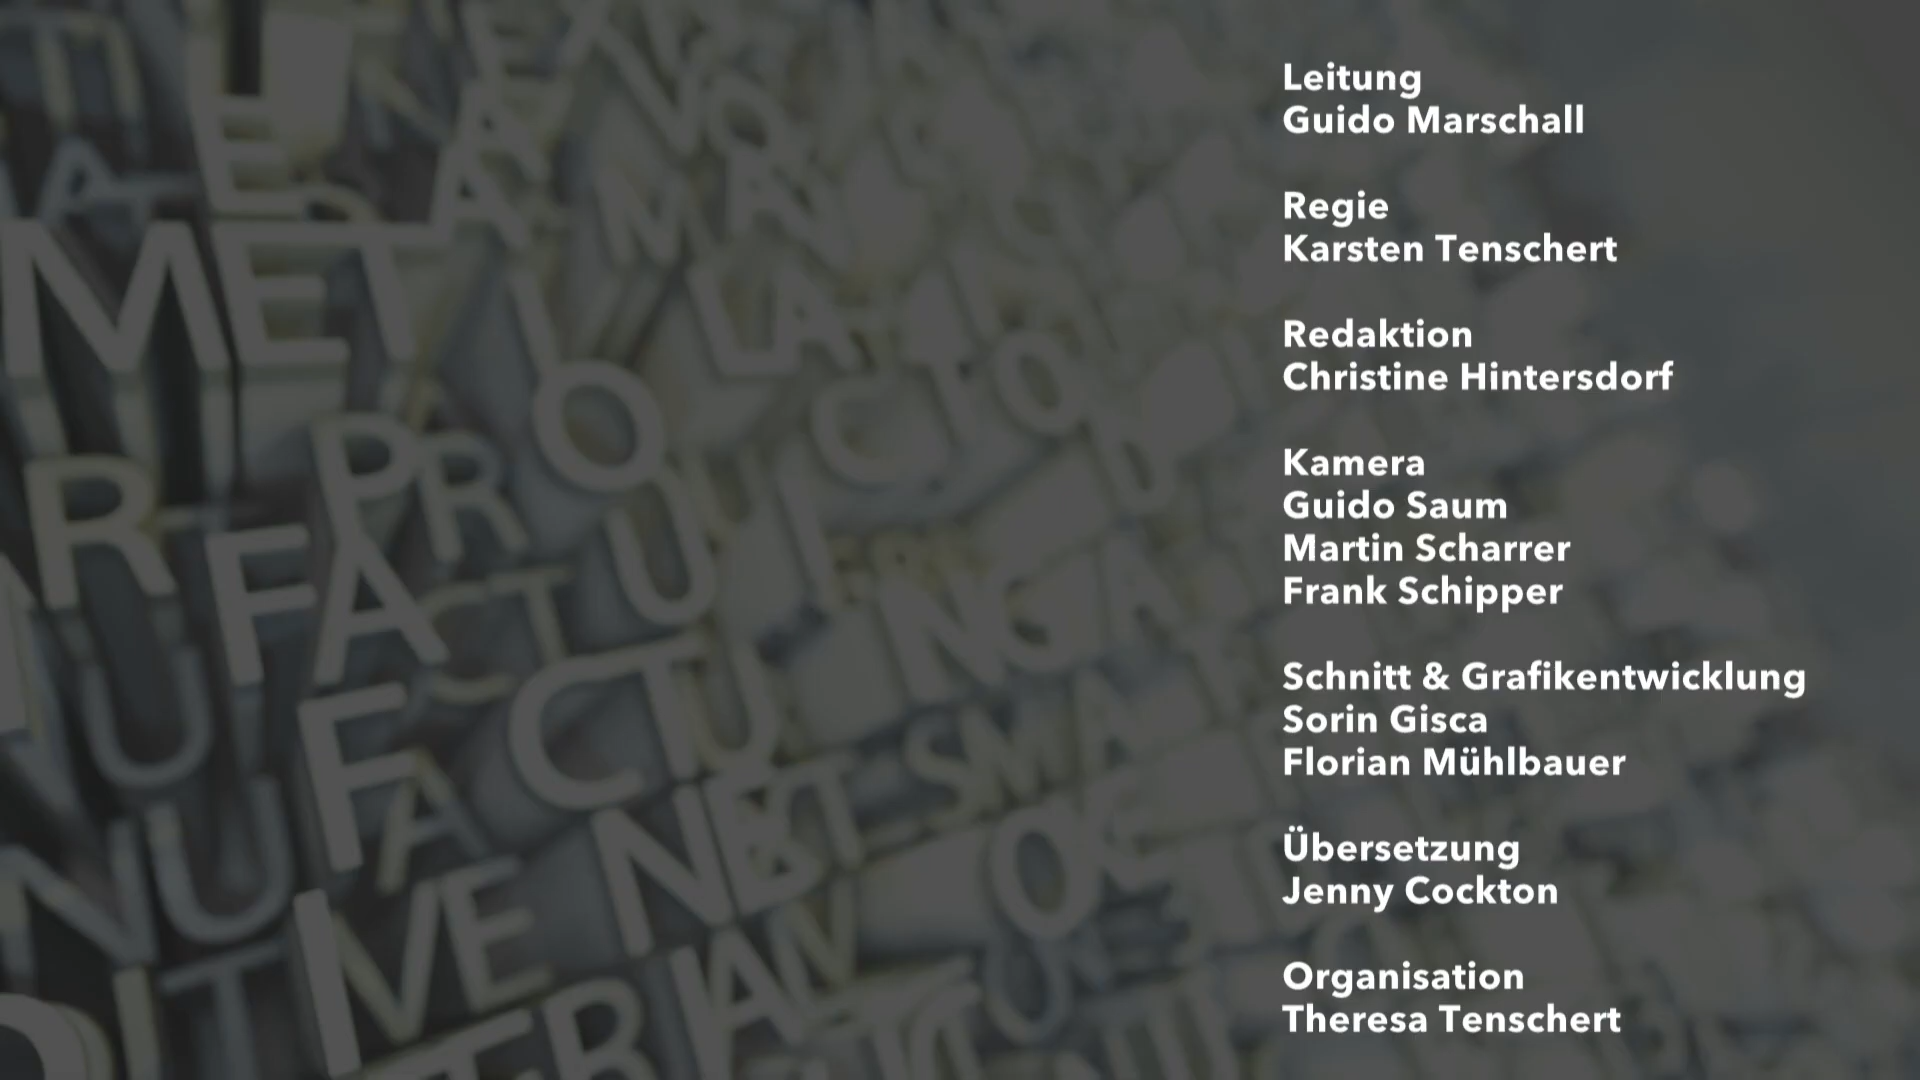 Leitung
Guido Marschall
Regie
Karsten Tenschert
Redaktion
Christine Hintersdorf
Kamera
Guido Saum
Martin Scharrer
Frank Schipper
Schnitt & Grafikentwicklung
Sorin Gisca
Florian Mühlbauer
Übersetzung
Jenny Cockton
Organisation
Theresa Tenschert